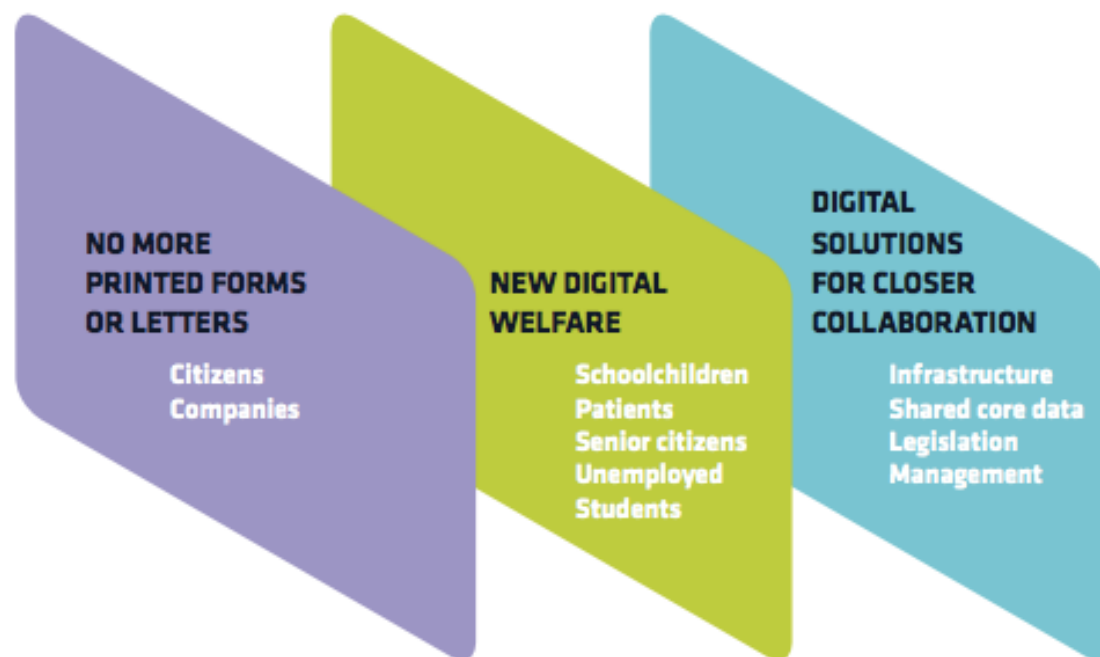 NO MORE
PRINTED FORMS
OR LETTERS
Citizens
Companies
NEW DIGITAL
WELFARE
Schoolchildren
Patients
Senior citizens
Unemployed
Students
DIGITAL
SOLUTIONS
FOR CLOSER
COLLABORATION
Infrastructure
Shared core data
Legislation
Management